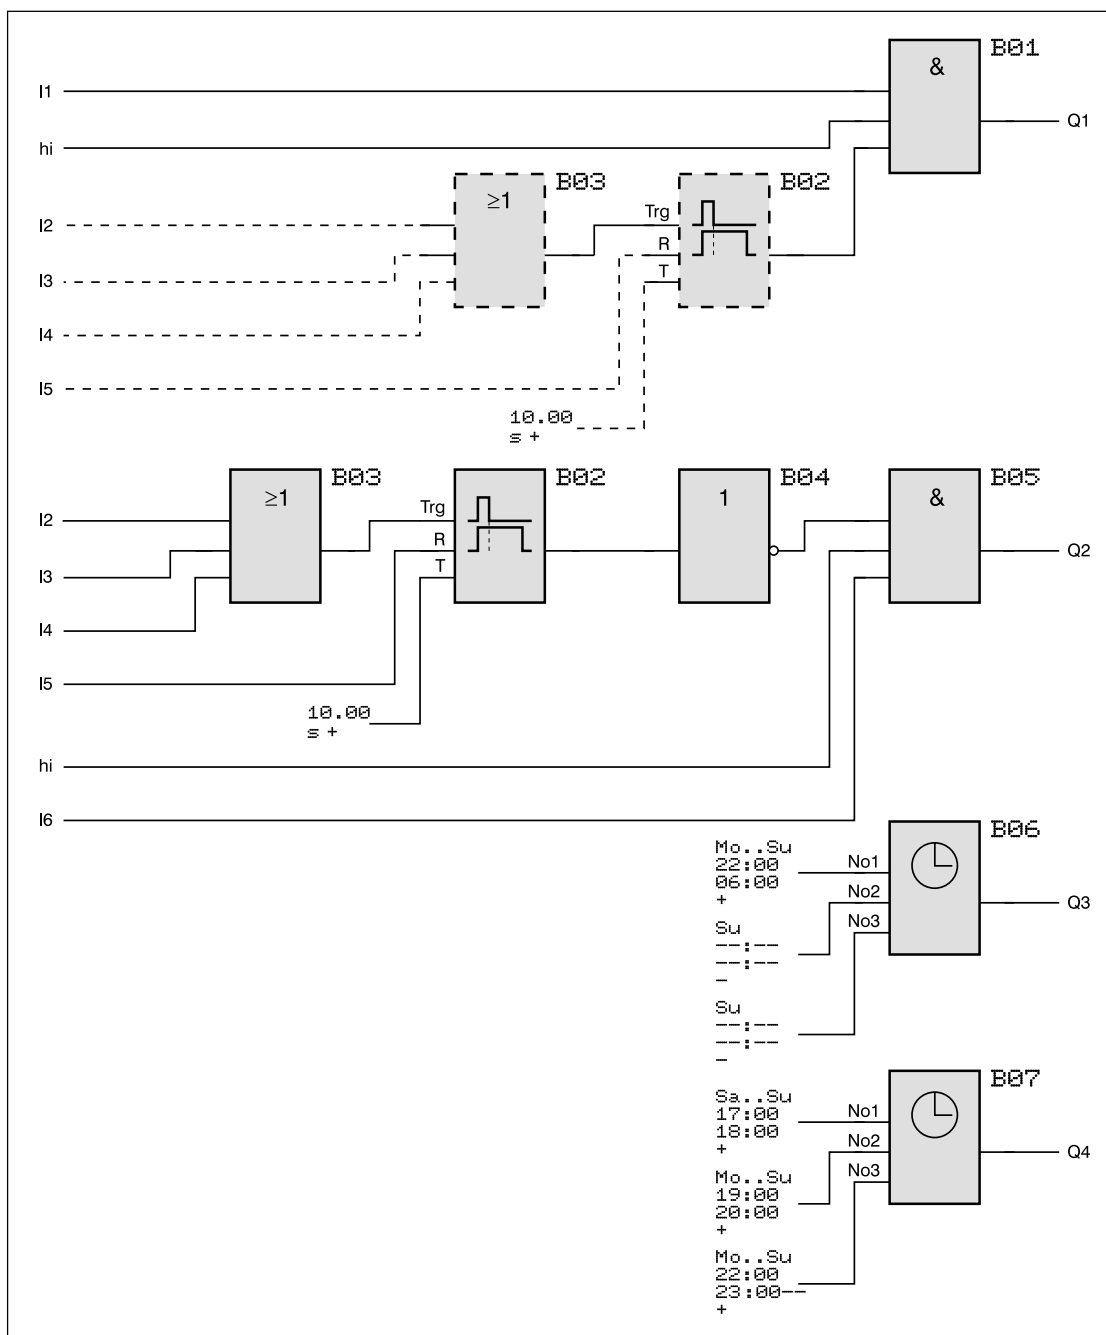 B01
&
I1
Q1
hi
B03
B02
≥1
Trg
I2
R
I3
T
I4
I5
10.00
s +
B03
B02
B04
B05
≥1
1
&
Trg
I2
R
Q2
I3
T
I4
I5
10.00
s +
hi
I6
B06
Mo..Su
22:00
06:00
+
No1
No2
No3
Q3
Su
--:--
--:--
-
Su
--:--
--:--
-
B07
Sa..Su
17:00
18:00
+
No1
No2
No3
Q4
Mo..Su
19:00
20:00
+
Mo..Su
22:00
23:00--
+